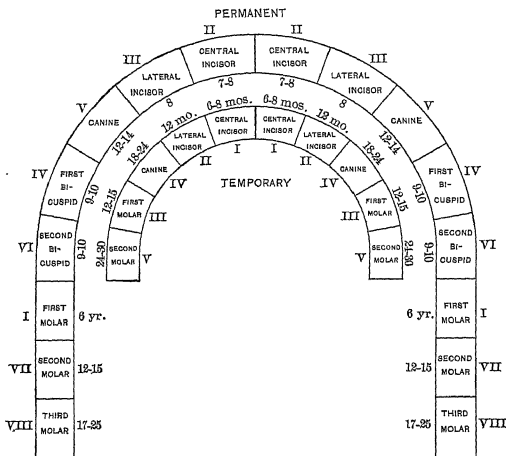 PERMANENT
II II
CENTRAL INCISOR
CENTRAL INCISOR
7-8 7-8
III III
LATERAL INCISOR
LATERAL INCISOR
8 8
V V
CANINE
CANINE
12-14 12-14
IV IV
FIRST BI-CUSPID
FIRST BI-CUSPID
9-10 9-10
VI VI
SECOND BI-CUSPID
SECOND BI-CUSPID
9-10 9-10
I I
FIRST MOLAR
FIRST MOLAR
6 yr. 6 yr.
VII VII
SECOND MOLAR
SECOND MOLAR
12-15 12-15
VIII VIII
THIRD MOLAR
THIRD MOLAR
17-25 17-25
6-8 mos. 6-8 mos.
CENTRAL INCISOR
CENTRAL INCISOR
I I
12 mo. 12 mo.
LATERAL INCISOR
LATERAL INCISOR
II II
18-24 18-24
CANINE
CANINE
IV IV
12-15 12-15
FIRST MOLAR
FIRST MOLAR
III III
24-30 24-30
SECOND MOLAR
SECOND MOLAR
V V
TEMPORARY